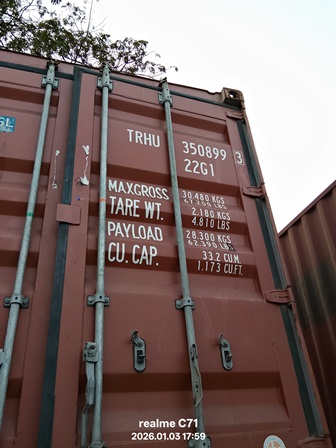 TRHU 350899 3
22G1
MAXGROSS 30.480 KGS
67.200 LBS
TARE WT. 2.180 KGS
4.810 LBS
PAYLOAD 28.300 KGS
62.390 LBS
CU. CAP. 33.2 CU.M.
1.173 CU.FT.
realme C71
2026.01.03 17:59